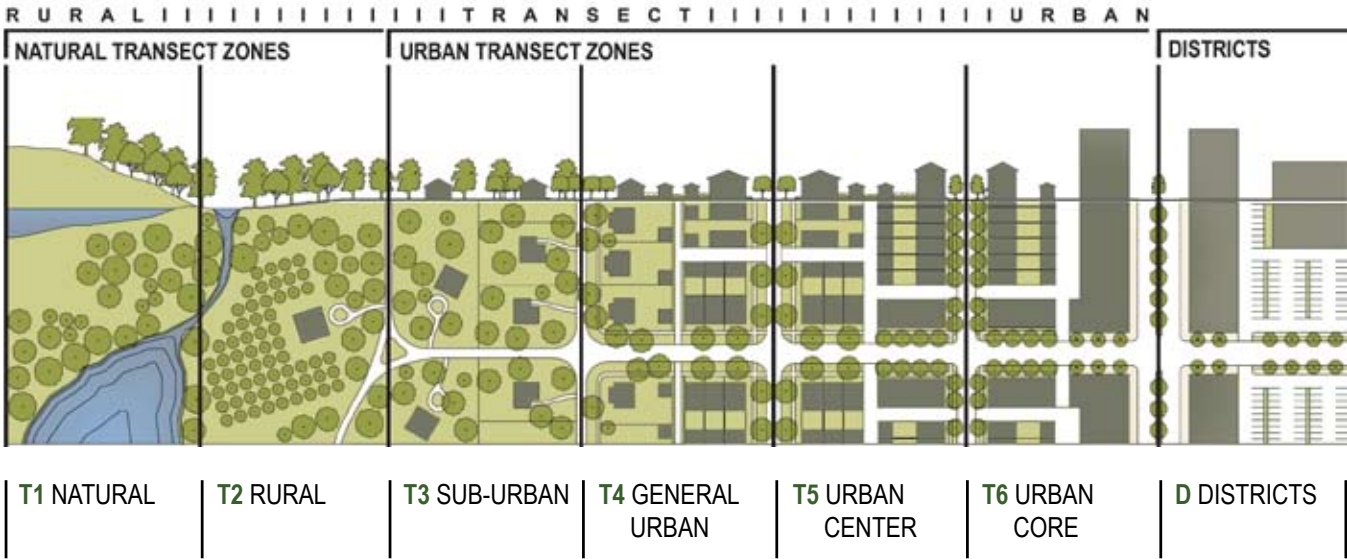 R U R A L I I I I I I I I I I I I I I I T R A N S E C T I I I I I I I I I I I I I I I U R B A N
NATURAL TRANSECT ZONES
URBAN TRANSECT ZONES
DISTRICTS
T1 NATURAL
T2 RURAL
T3 SUB-URBAN
T4 GENERAL
URBAN
T5 URBAN
CENTER
T6 URBAN
CORE
D DISTRICTS